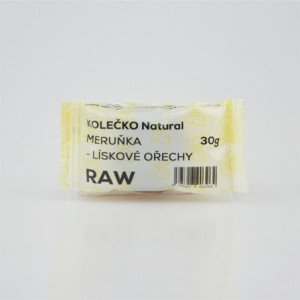 KOLEČKO Natural
MERUŇKA 30g
- LÍSKOVÉ OŘECHY
RAW